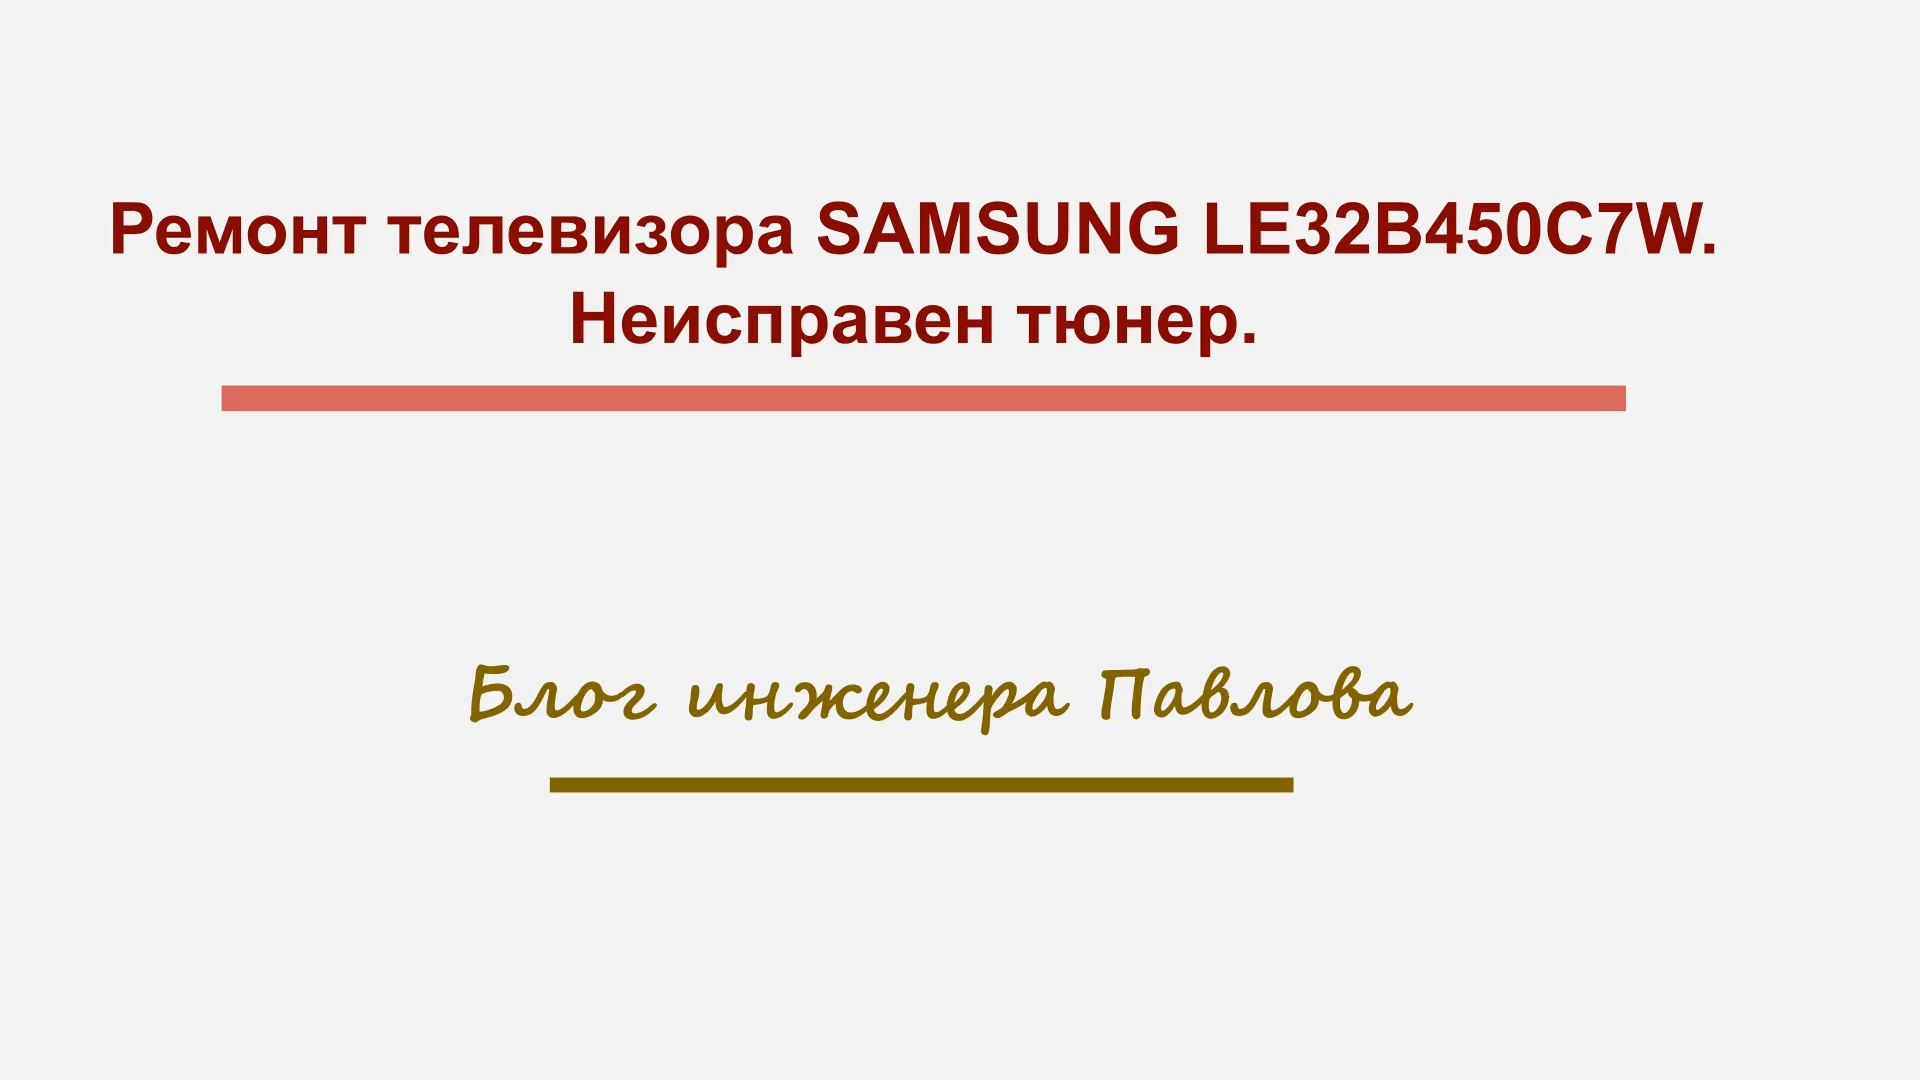 Ремонт телевизора SAMSUNG LE32B450C7W.
Неисправен тюнер.
Блог инженера Павлова